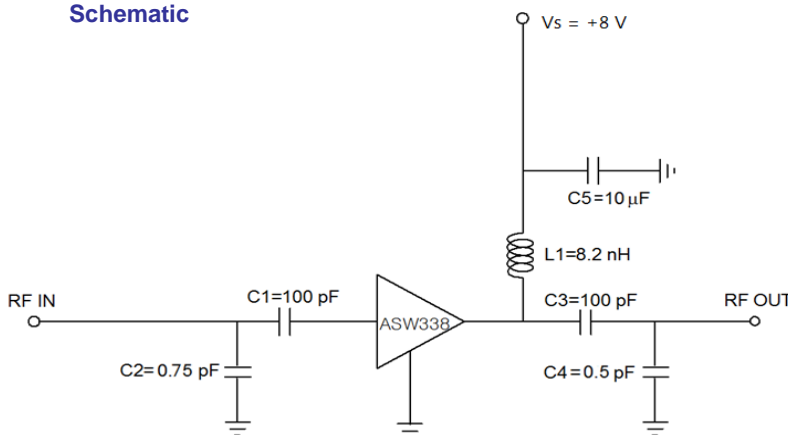 Schematic
Vs = +8 V
C5=10 μF
L1=8.2 nH
RF IN
C1=100 pF
ASW338
C3=100 pF
RF OUT
C2=0.75 pF
C4=0.5 pF